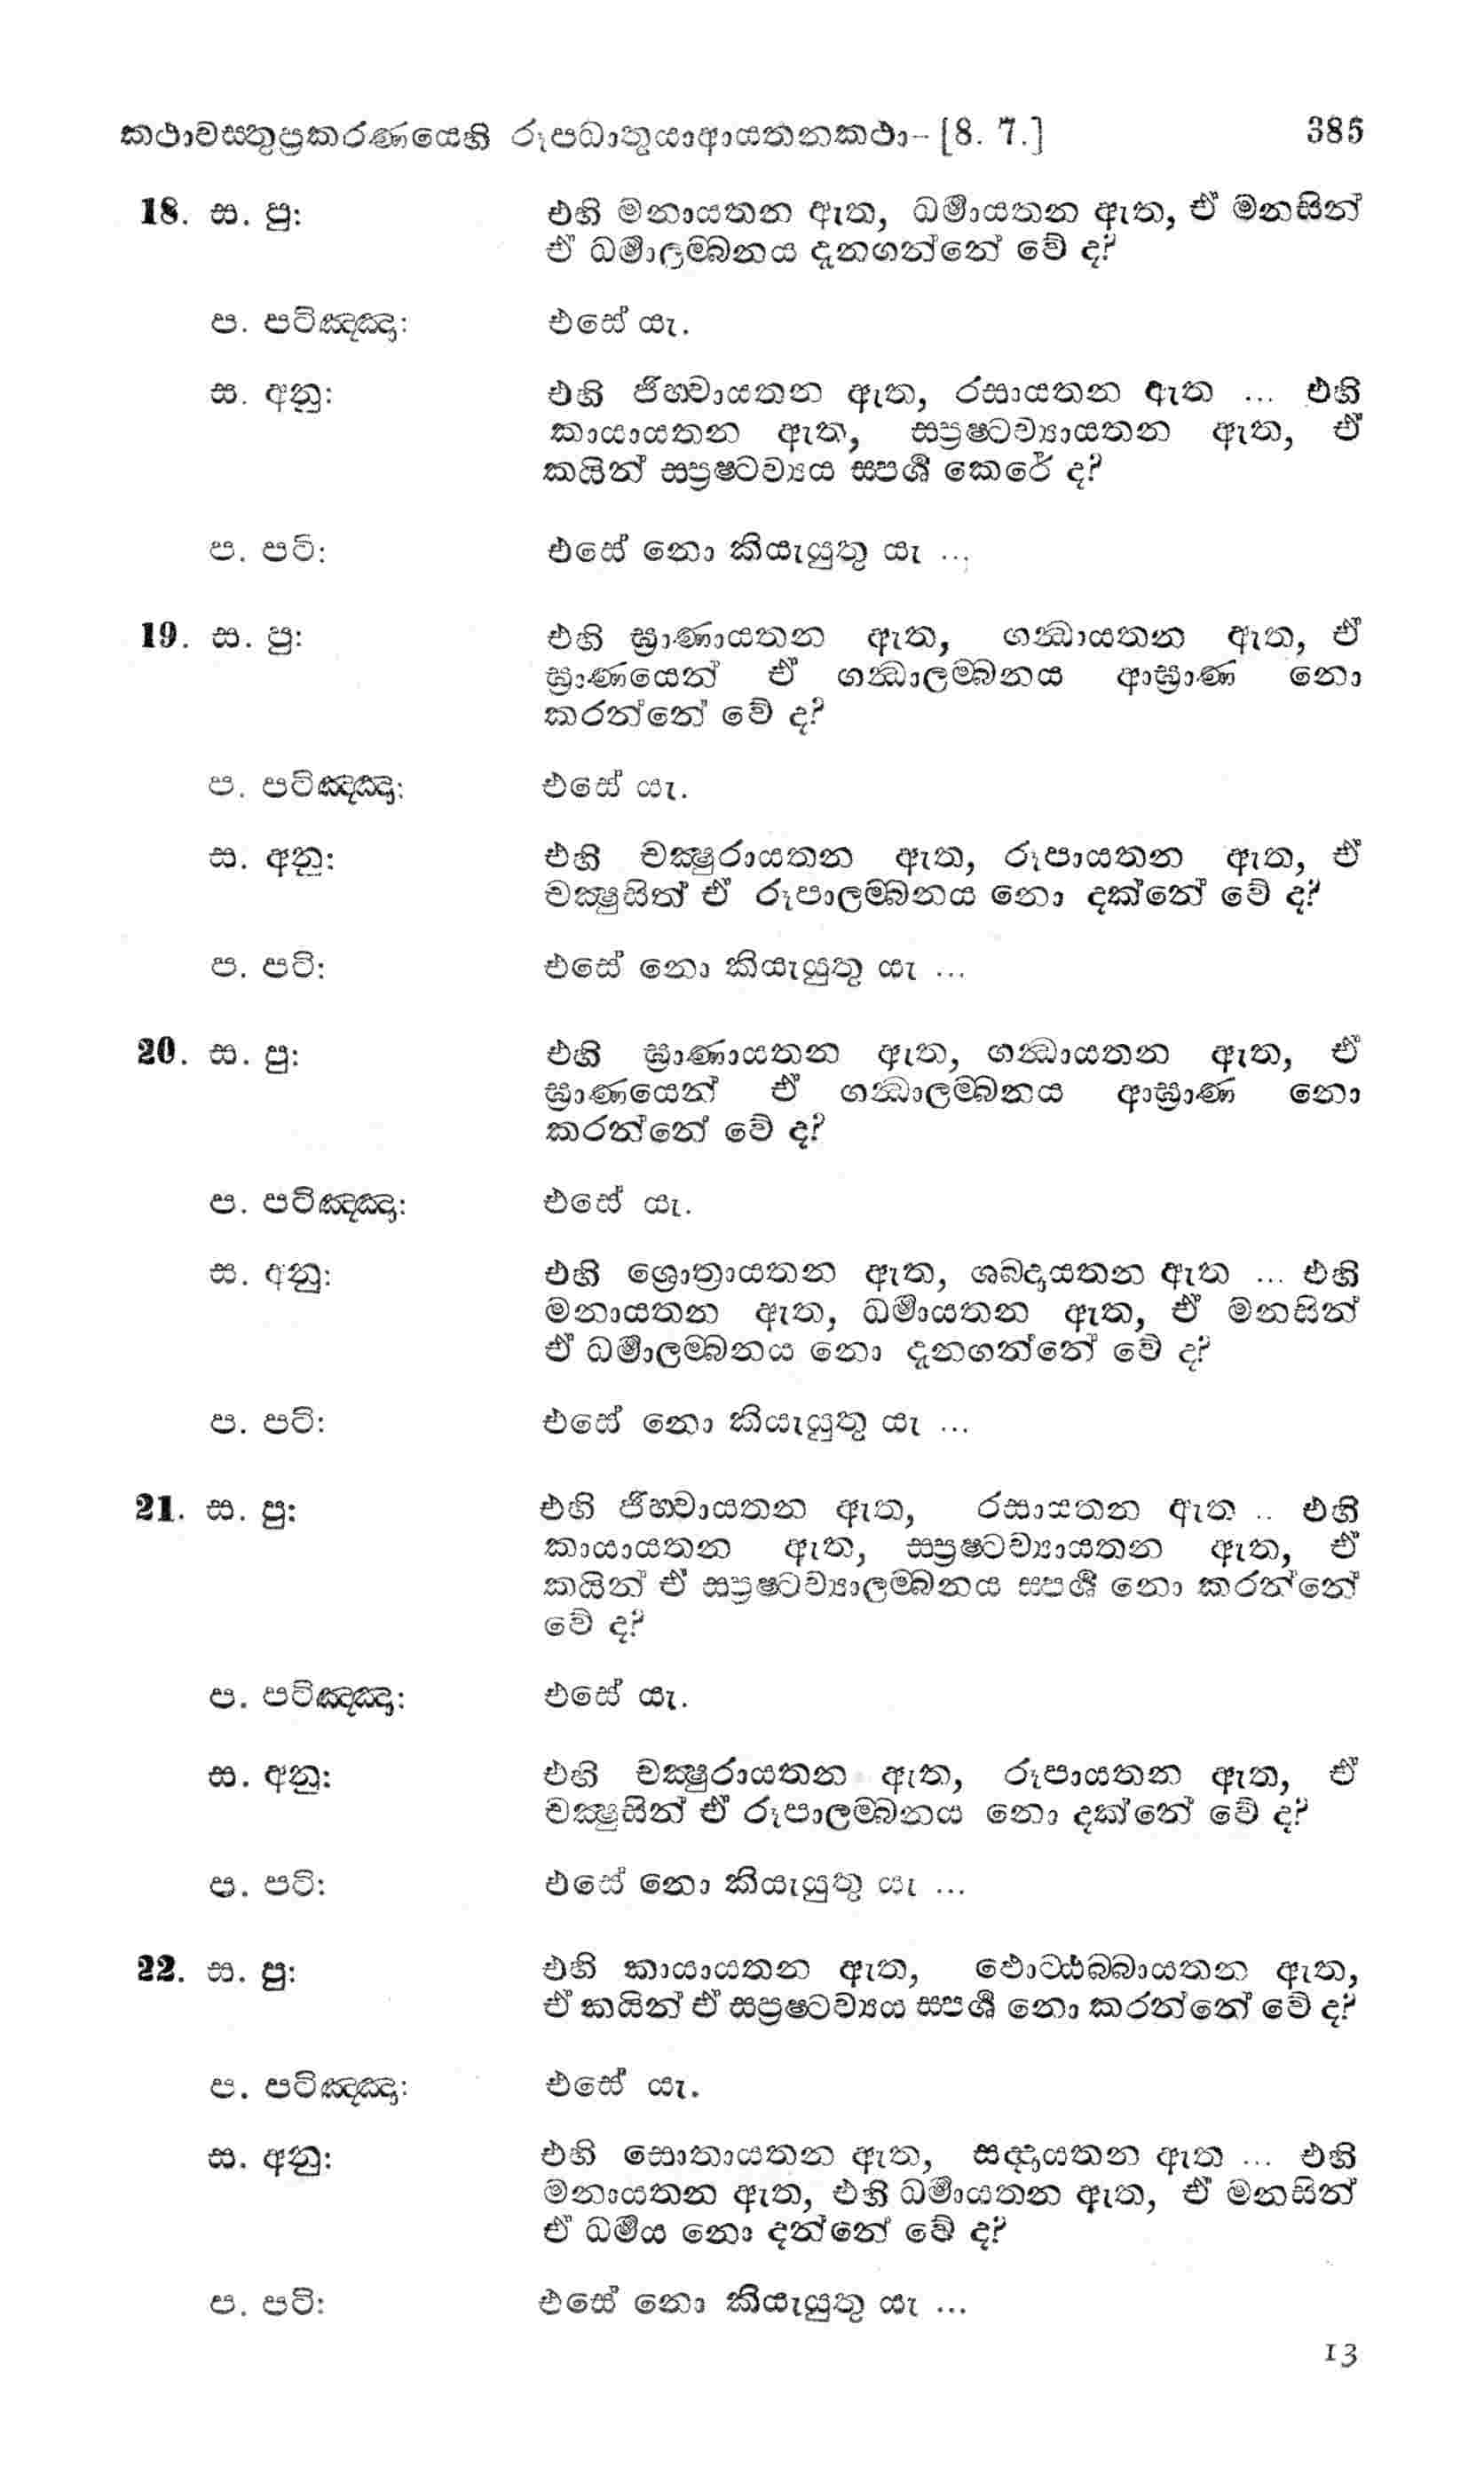 කථාවස්තුප්‍රකරණයෙහි රූපධාතුයාආයතනකථා- [8. 7.] 385
18. ස. පු: එහි මනායතන ඇත, ධර්‍මායතන ඇත, ඒ මනසින්
ඒ ධර්‍මාලම්බනය දැනගන්නේ වේ ද?
ප. පටිඤ්ඤා: එසේ යැ.
ස. අනු: එහි ජිහ්වායතන ඇත, රසායතන ඇත ... එහි
කායායතන ඇත, ස්ප්‍රෂ්ටව්‍යායතන ඇත, ඒ
කයින් ස්ප්‍රෂ්ටව්‍යය ස්පර්‍ශ කෙරේ ද?
ප. පටි: එසේ නො කියැයුතු යැ ...
19. ස. පු: එහි ඝ්‍රාණායතන ඇත, ගන්ධායතන ඇත, ඒ
ඝ්‍රාණයෙන් ඒ ගන්ධාලම්බනය ආඝ්‍රාණ නො
කරන්නේ වේ ද?
ප. පටිඤ්ඤා: එසේ යැ.
ස. අනු: එහි චක්‍ෂුරායතන ඇත, රූපායතන ඇත, ඒ
චක්‍ෂුසින් ඒ රූපාලම්බනය නො දක්නේ වේ ද?
ප. පටි: එසේ නො කියැයුතු යැ ...
20. ස. පු: එහි ඝ්‍රාණායතන ඇත, ගන්ධායතන ඇත, ඒ
ඝ්‍රාණයෙන් ඒ ගන්ධාලම්බනය ආඝ්‍රාණ නො
කරන්නේ වේ ද?
ප. පටිඤ්ඤා: එසේ යැ.
ස. අනු: එහි ශ්‍රොත්‍රායතන ඇත, ශබ්දායතන ඇත ... එහි
මනායතන ඇත, ධර්‍මායතන ඇත, ඒ මනසින්
ඒ ධර්‍මාලම්බනය නො දැනගන්නේ වේ ද?
ප. පටි: එසේ නො කියැයුතු යැ ...
21. ස. පු: එහි ජිහ්වායතන ඇත, රසායතන ඇත .. එහි
කායායතන ඇත, ස්ප්‍රෂ්ටව්‍යායතන ඇත, ඒ
කයින් ඒ ස්ප්‍රෂ්ටව්‍යාලම්බනය ස්පර්‍ශ නො කරන්නේ
වේ ද?
ප. පටිඤ්ඤා: එසේ යැ.
ස. අනු: එහි චක්‍ෂුරායතන ඇත, රූපායතන ඇත, ඒ
චක්‍ෂුසින් ඒ රූපාලම්බනය නො දක්නේ වේ ද?
ප. පටි: එසේ නො කියැයුතු යැ ...
22. ස. පු: එහි කායායතන ඇත, ඵොට්ඨබ්බායතන ඇත,
ඒ කයින් ඒ ස්ප්‍රෂ්ටව්‍යය ස්පර්‍ශ නො කරන්නේ වේ ද?
ප. පටිඤ්ඤා: එසේ යැ.
ස. අනු: එහි සොතායතන ඇත, සද්දායතන ඇත ... එහි
මනායතන ඇත, එහි ධර්‍මායතන ඇත, ඒ මනසින්
ඒ ධර්‍මය නො දන්නේ වේ ද?
ප. පටි: එසේ නො කියැයුතු යැ ...
13